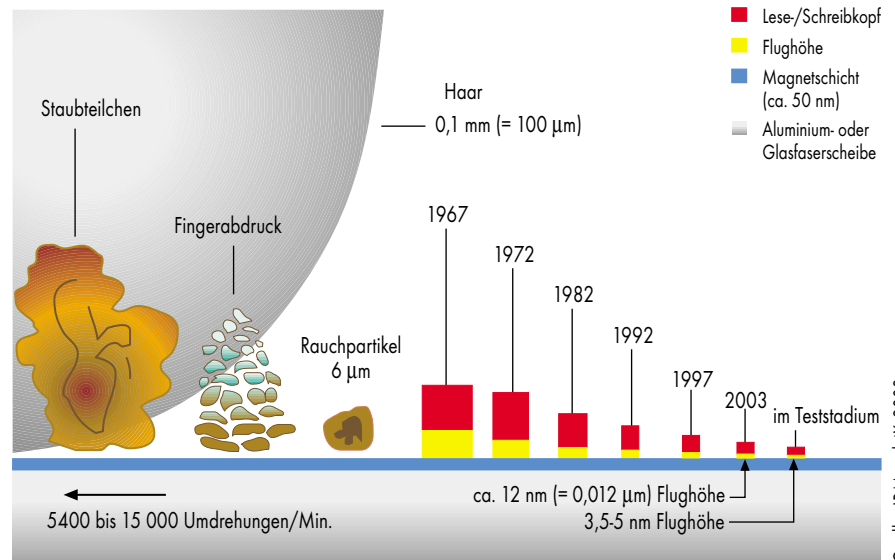 Lese-/Schreibkopf
Flughöhe
Magnetschicht
(ca. 50 nm)
Aluminium- oder
Glasfaserscheibe
Staubteilchen
Haar
0,1 mm (= 100 µm)
Fingerabdruck
Rauchpartikel
6 µm
1967
1972
1982
1992
1997
2003
im Teststadium
ca. 12 nm (= 0,012 µm) Flughöhe
3,5-5 nm Flughöhe
5400 bis 15 000 Umdrehungen/Min.